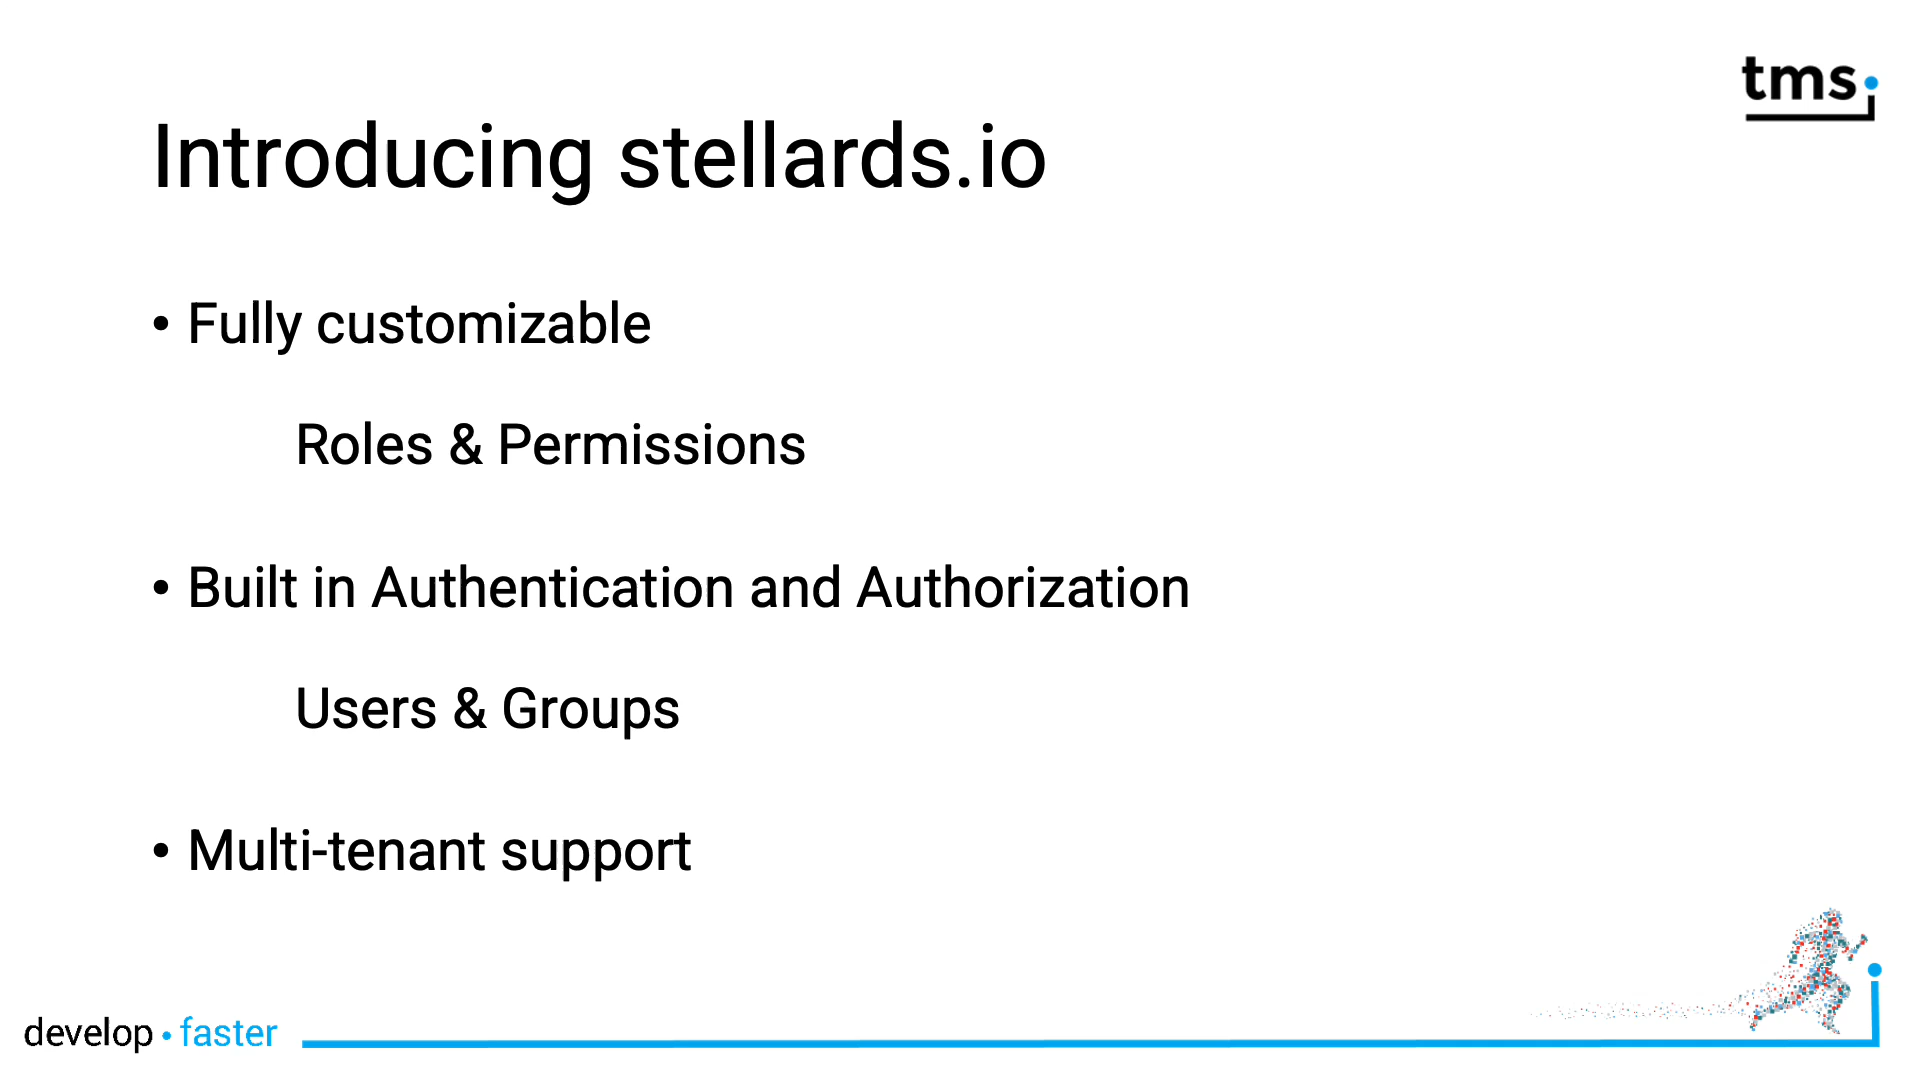 tms
Introducing stellards.io
• Fully customizable
Roles & Permissions
• Built in Authentication and Authorization
Users & Groups
• Multi-tenant support
develop • faster